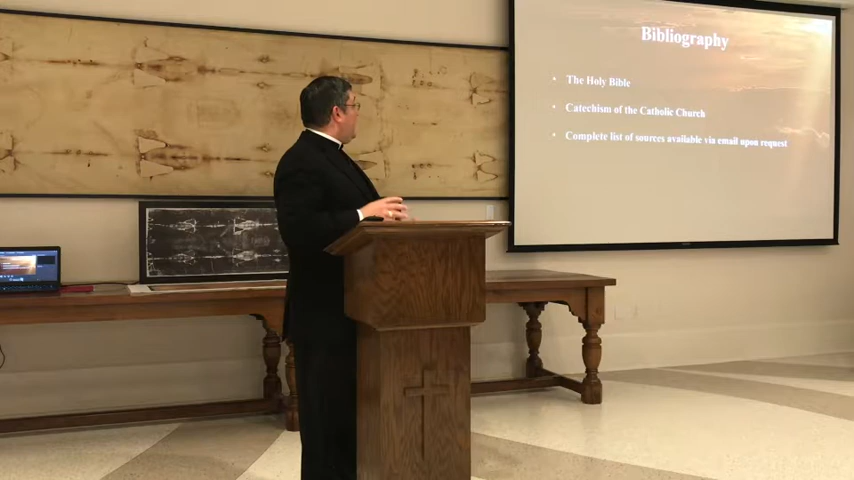 Bibliography
• The Holy Bible
• Catechism of the Catholic Church
• Complete list of sources available via email upon request